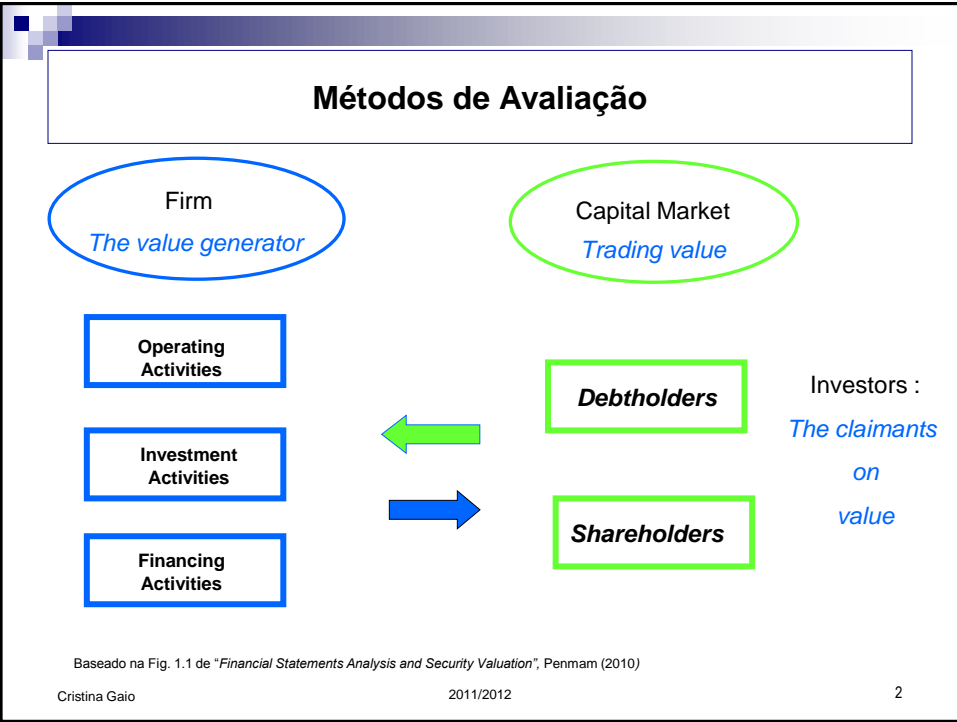 Métodos de Avaliação
Firm
The value generator
Capital Market
Trading value
Operating
Activities
Investment
Activities
Financing
Activities
Debtholders
Shareholders
Investors :
The claimants
on
value
Baseado na Fig. 1.1 de “Financial Statements Analysis and Security Valuation”, Penmam (2010)
Cristina Gaio
2011/2012
2